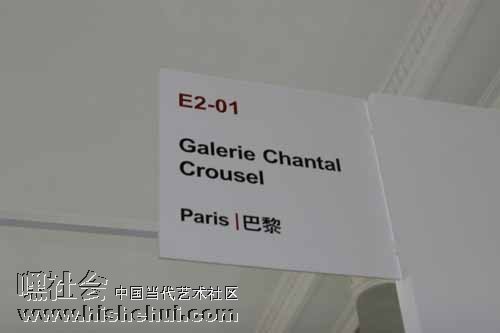 E2-01
Galerie Chantal
Crousel
Paris | 巴黎
嘿社会 中国当代艺术社区
www.hishehui.com